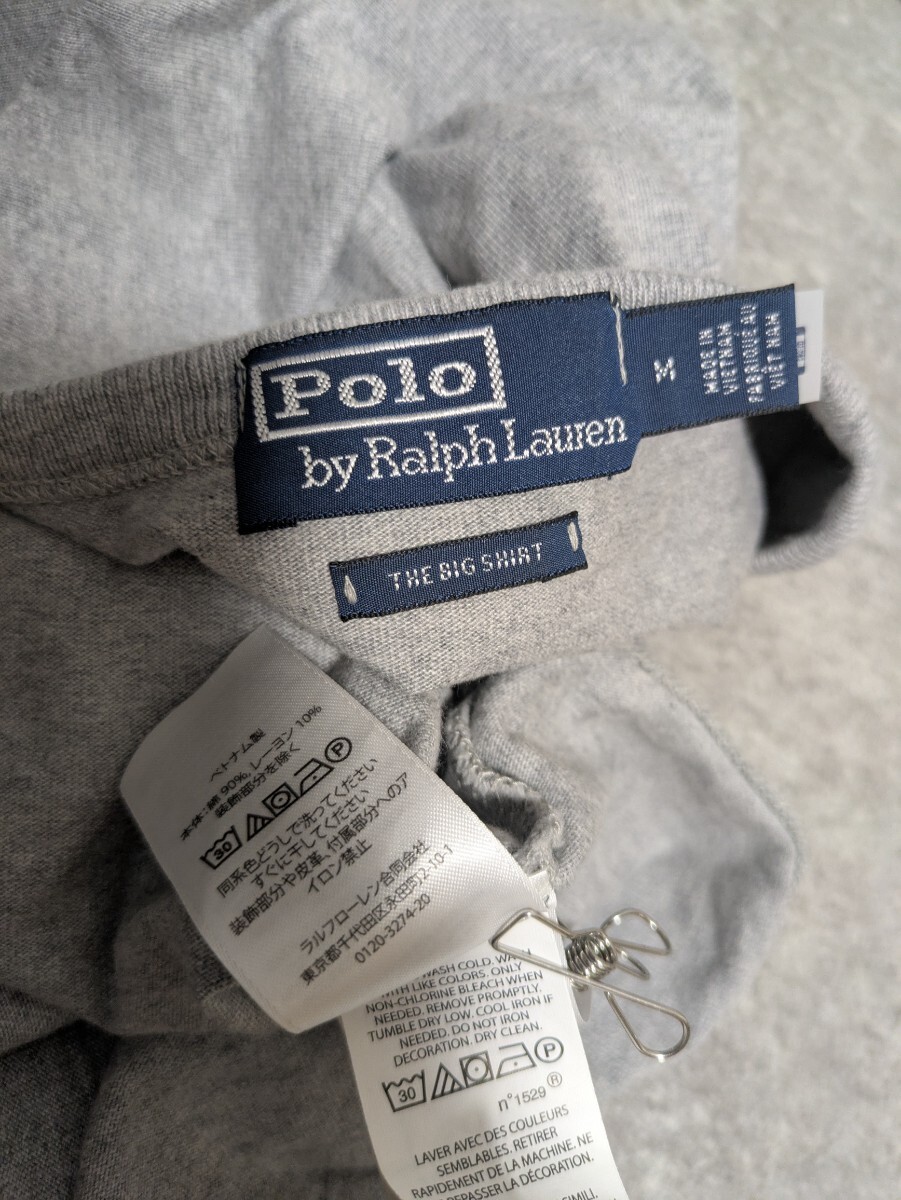 Polo
by Ralph Lauren
M
MADE IN
VIETNAM
FABRIQUE AU
VIÊT NAM
THE BIG SHIRT
ベトナム製
本体: 綿 90%, レーヨン 10%
装飾部分を除く
30 P
同系色どうしで洗ってください
すぐに干してください
装飾部分や皮革、付属部分へのア
イロン禁止
ラルフローレン合同会社
東京都千代田区永田町2-10-1
0120-3274-20
WASH COLD.
WITH LIKE COLORS. ONLY
NON-CHLORINE BLEACH WHEN
NEEDED. REMOVE PROMPTLY.
TUMBLE DRY LOW. COOL IRON IF
NEEDED. DO NOT IRON
DECORATION. DRY CLEAN.
30 P
n°1529 ®
LAVER AVEC DES COULEURS
SEMBLABLES. RETIRER
RAPIDEMENT DE LA MACHINE. NE
REPASSER LA DÉCORATION.